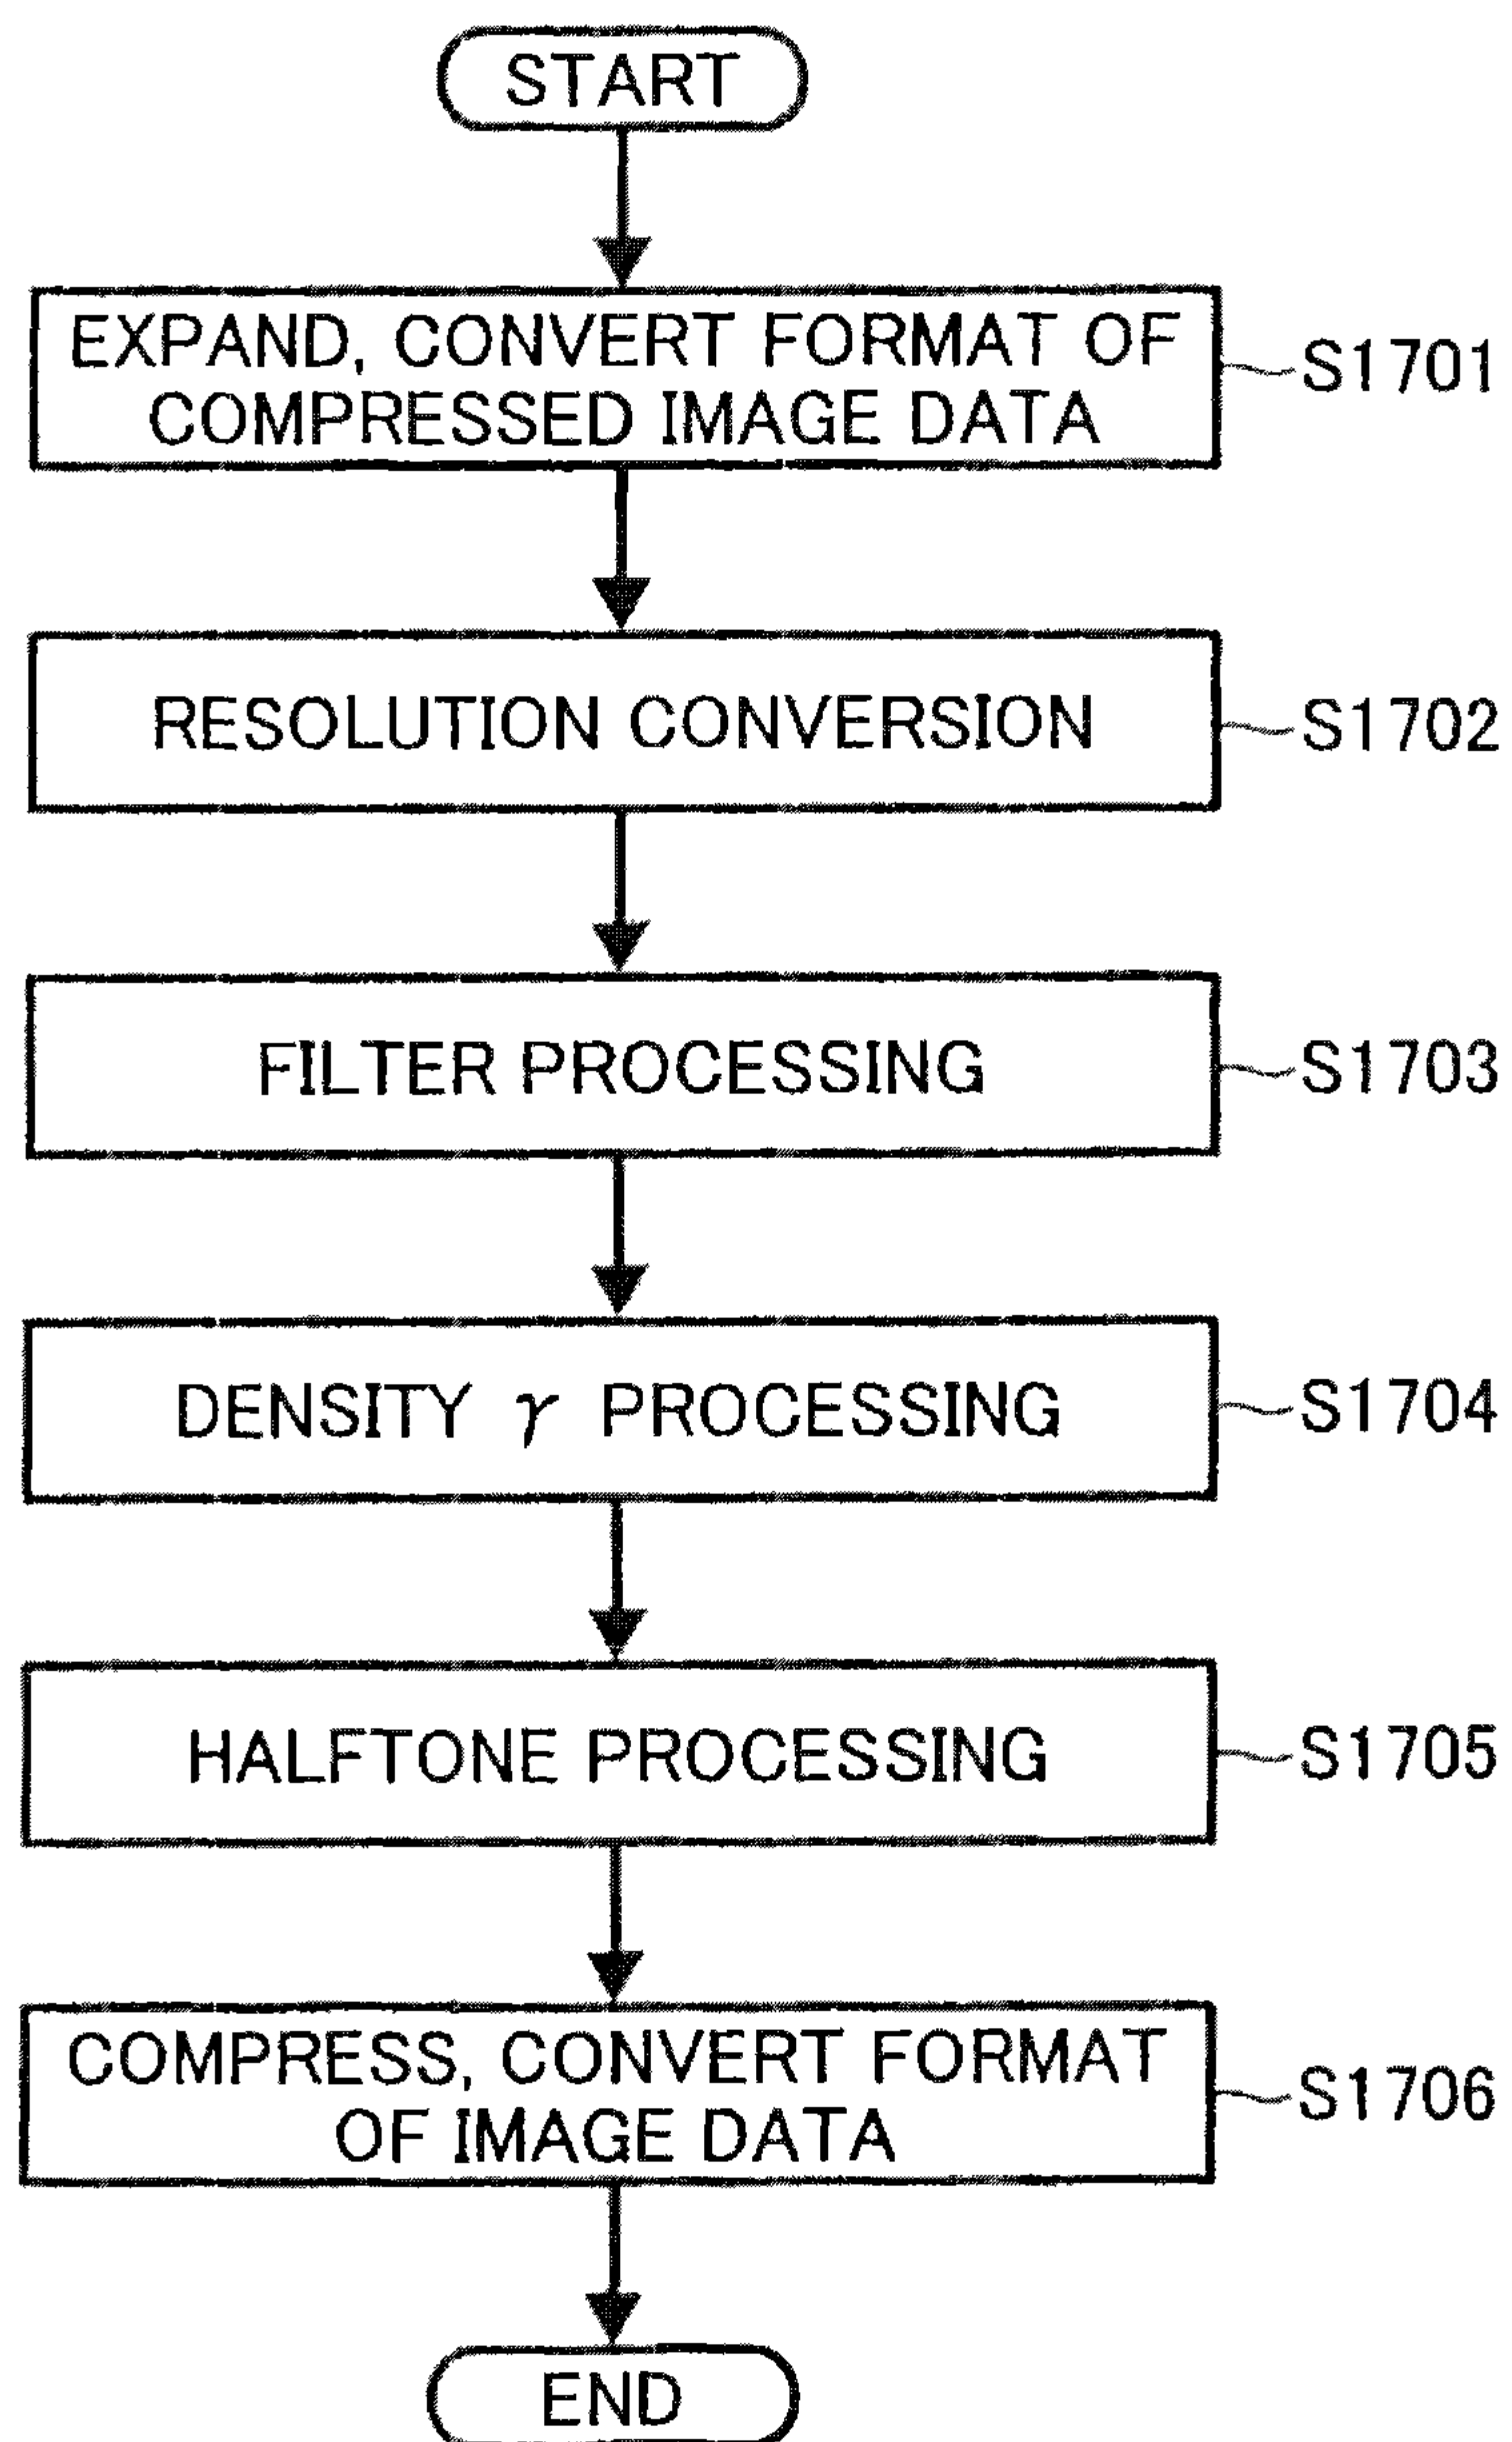 START
EXPAND, CONVERT FORMAT OF
COMPRESSED IMAGE DATA
S1701
RESOLUTION CONVERSION
S1702
FILTER PROCESSING
S1703
DENSITY γ PROCESSING
S1704
HALFTONE PROCESSING
S1705
COMPRESS, CONVERT FORMAT
OF IMAGE DATA
S1706
END